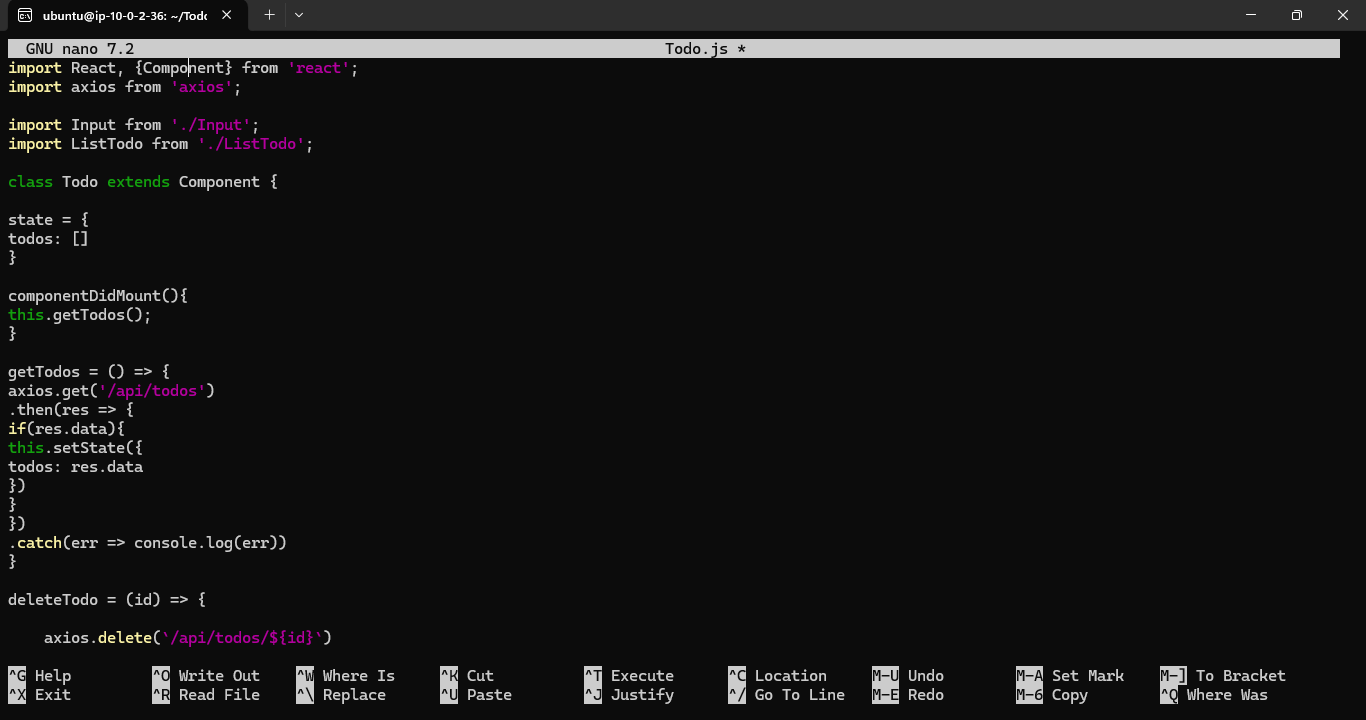 ubuntu@ip-10-0-2-36: ~/Todo
GNU nano 7.2 Todo.js *
import React, {Component} from 'react';
import axios from 'axios';
import Input from './Input';
import ListTodo from './ListTodo';
class Todo extends Component {
state = {
todos: []
}
componentDidMount(){
this.getTodos();
}
getTodos = () => {
axios.get('/api/todos')
.then(res => {
if(res.data){
this.setState({
todos: res.data
})
}
})
.catch(err => console.log(err))
}
deleteTodo = (id) => {
axios.delete(`/api/todos/${id}`)
^G Help ^O Write Out ^W Where Is ^K Cut ^T Execute ^C Location M-U Undo M-A Set Mark M-] To Bracket
^X Exit ^R Read File ^\ Replace ^U Paste ^J Justify ^/ Go To Line M-E Redo M-6 Copy ^Q Where Was